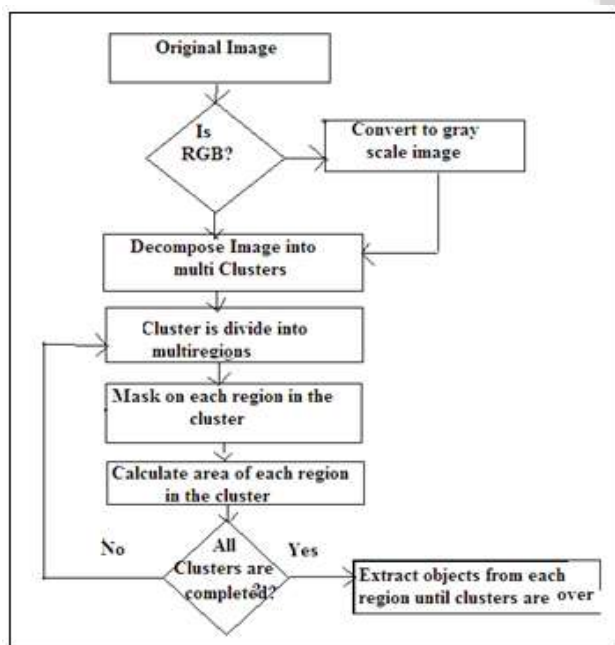 Original Image
Is
RGB?
Convert to gray
scale image
Decompose Image into
multi Clusters
Cluster is divide into
multiregions
Mask on each region in the
cluster
Calculate area of each region
in the cluster
No
All
Clusters are
completed?
Yes
Extract objects from each
region until clusters are over